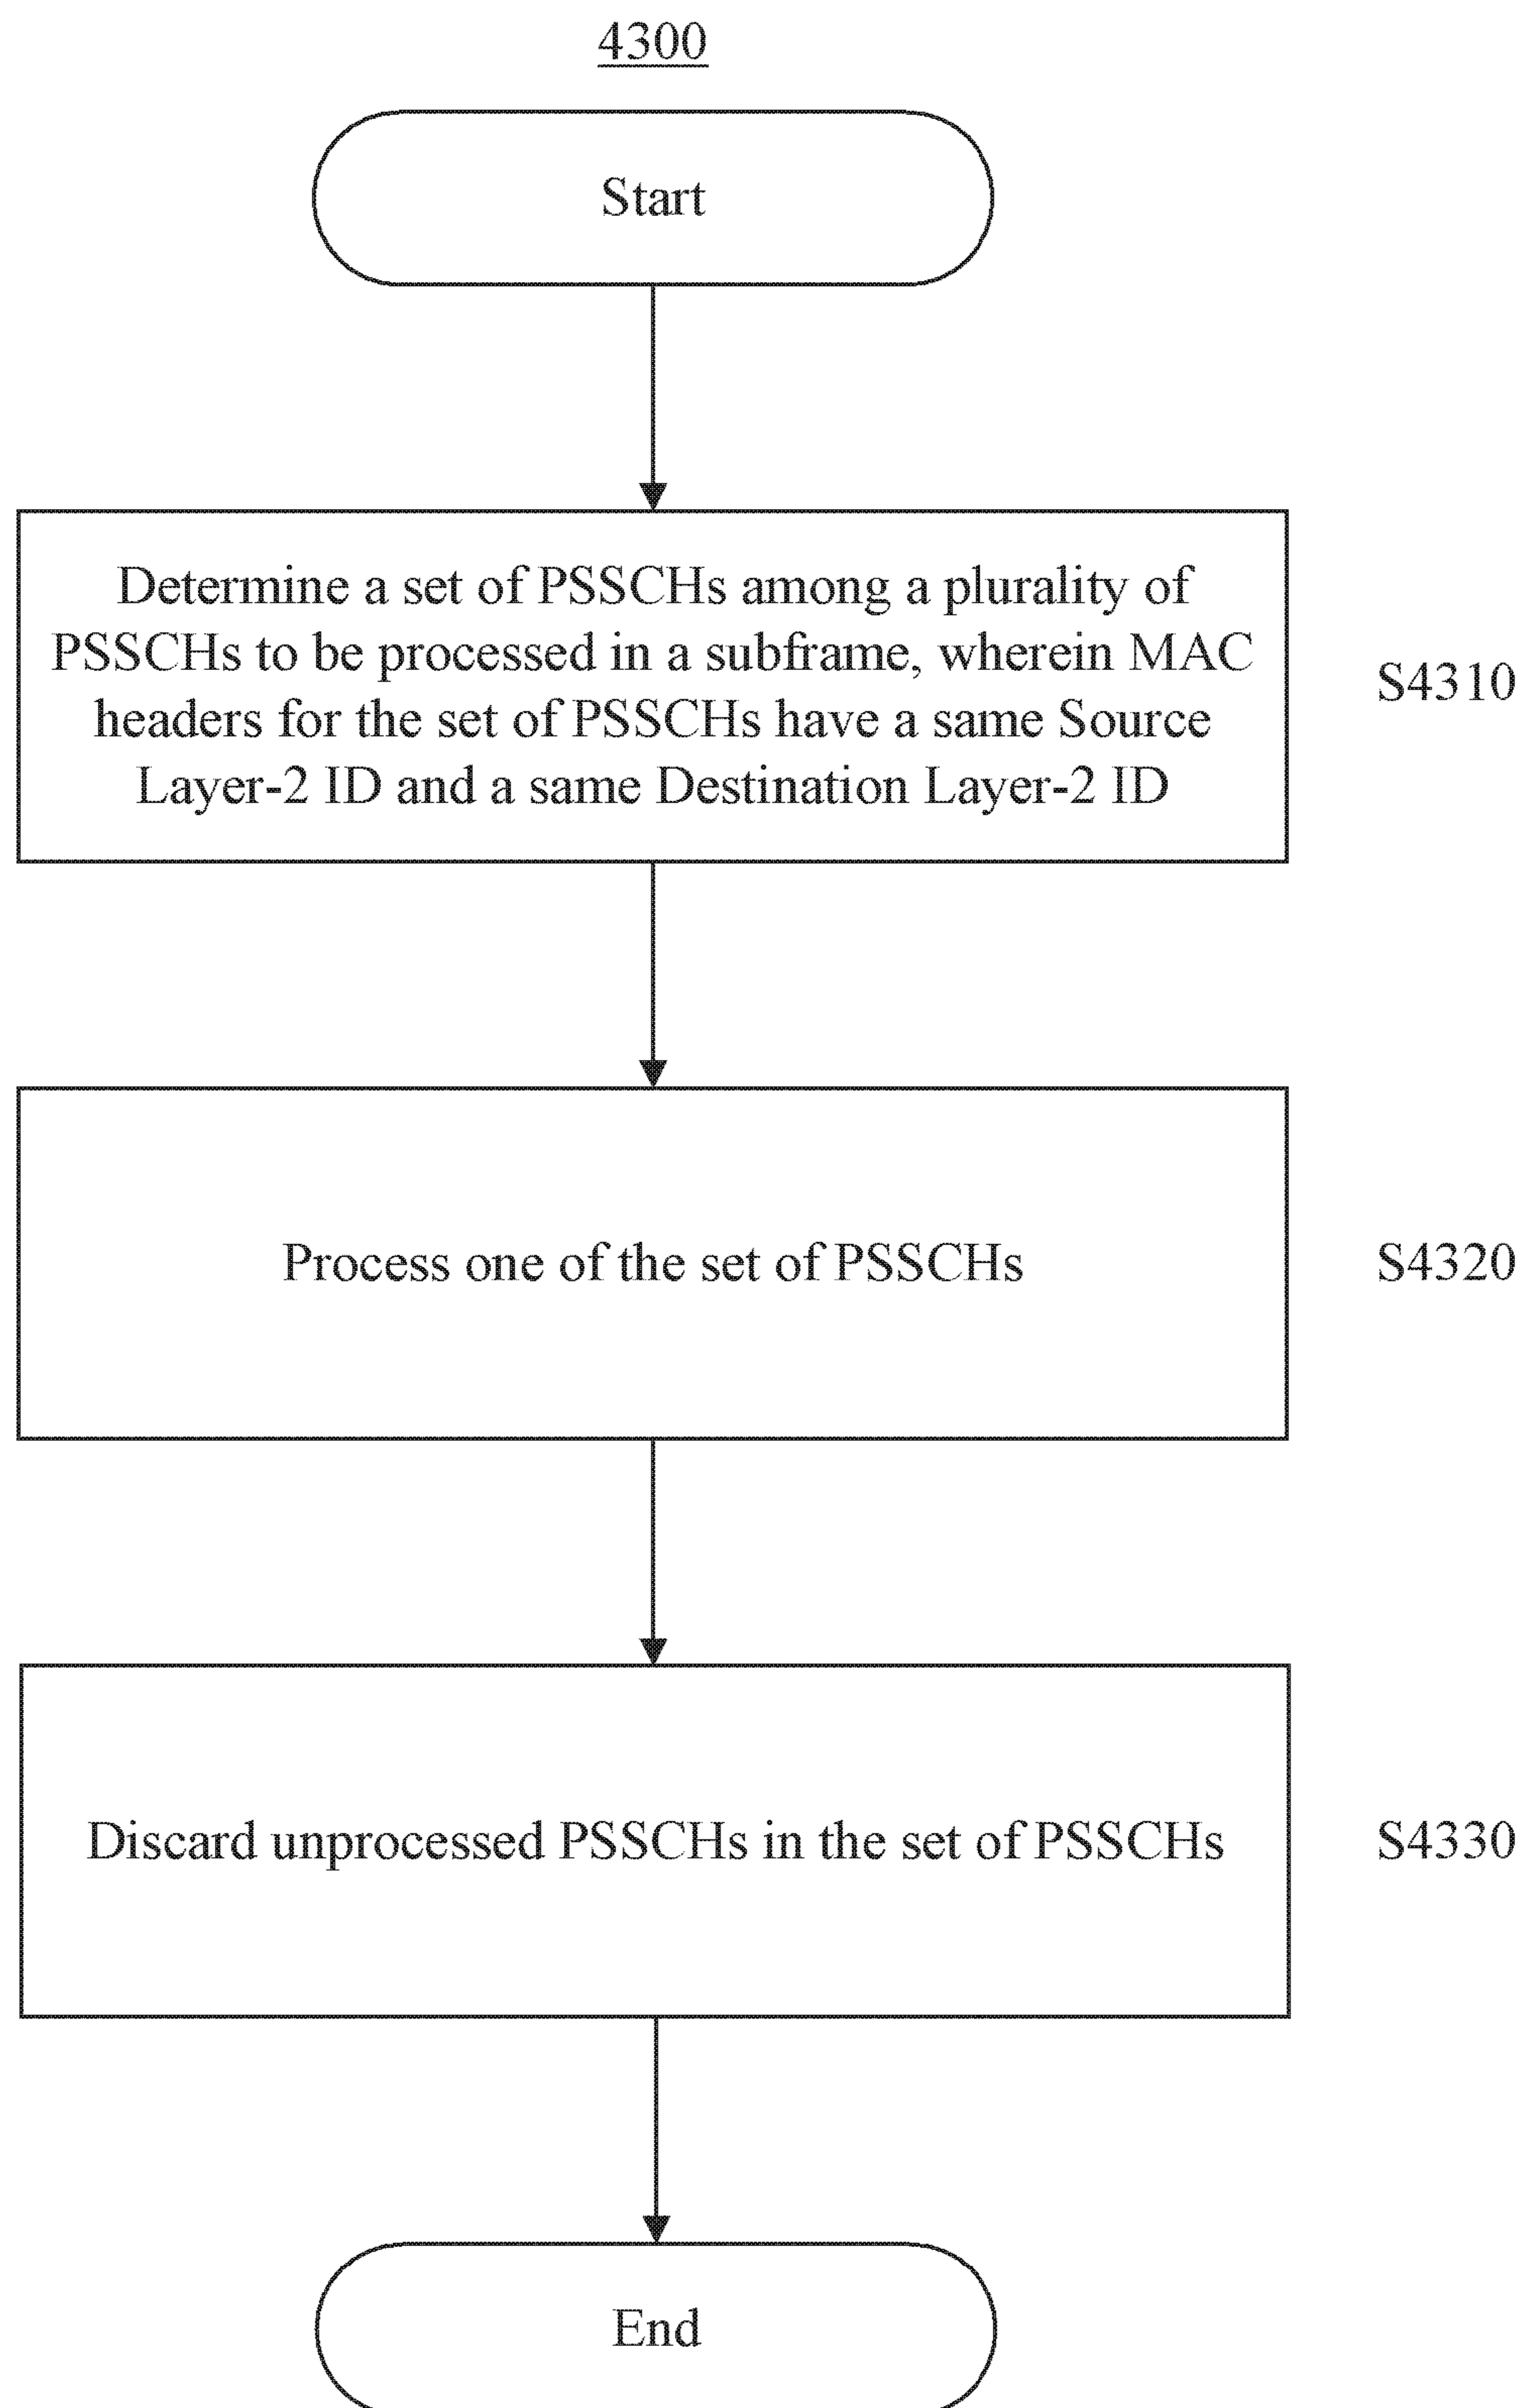 4300
Start
Determine a set of PSSCHs among a plurality of
PSSCHs to be processed in a subframe, wherein MAC
headers for the set of PSSCHs have a same Source
Layer-2 ID and a same Destination Layer-2 ID
S4310
Process one of the set of PSSCHs
S4320
Discard unprocessed PSSCHs in the set of PSSCHs
S4330
End